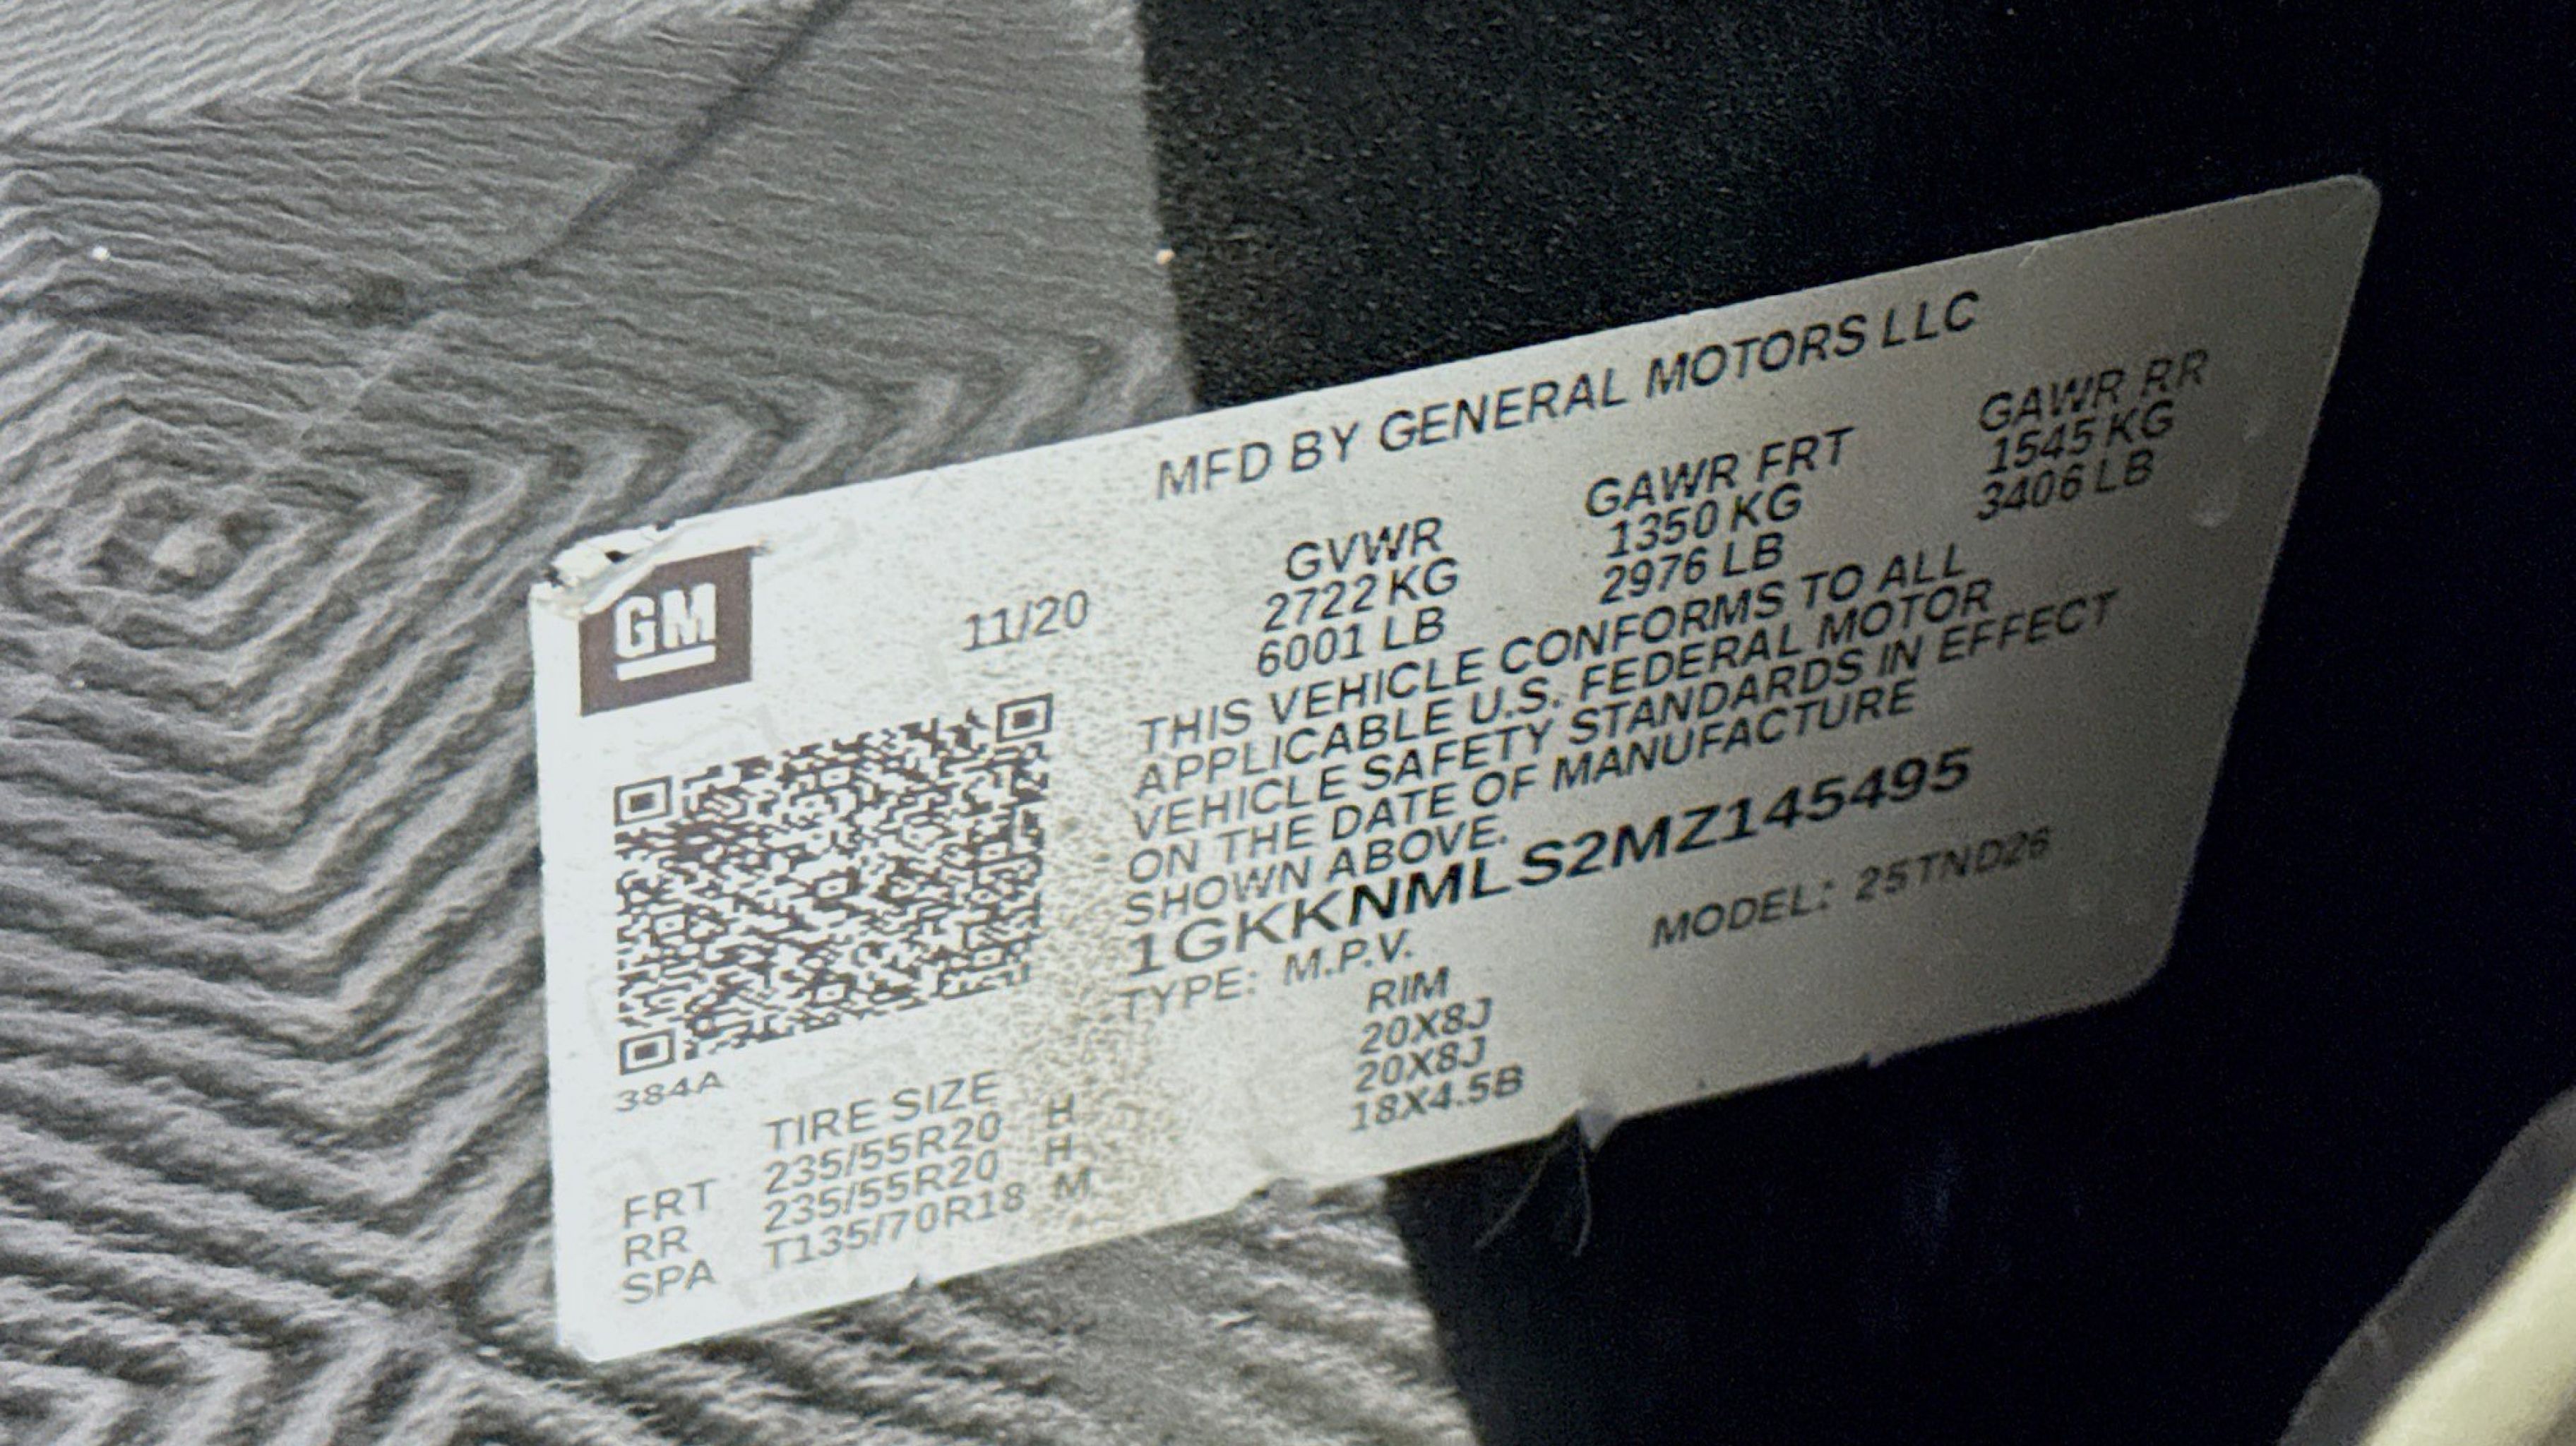 MFD BY GENERAL MOTORS LLC
GM
11/20
GVWR GAWR FRT GAWR RR
2722 KG 1350 KG 1545 KG
6001 LB 2976 LB 3406 LB
THIS VEHICLE CONFORMS TO ALL
APPLICABLE U.S. FEDERAL MOTOR
VEHICLE SAFETY STANDARDS IN EFFECT
ON THE DATE OF MANUFACTURE
SHOWN ABOVE.
1GKKNMLS2MZ145495
TYPE: M.P.V. MODEL: 25TND26
384A
TIRE SIZE RIM
FRT 235/55R20 H 20X8J
RR 235/55R20 H 20X8J
SPA T135/70R18 M 18X4.5B